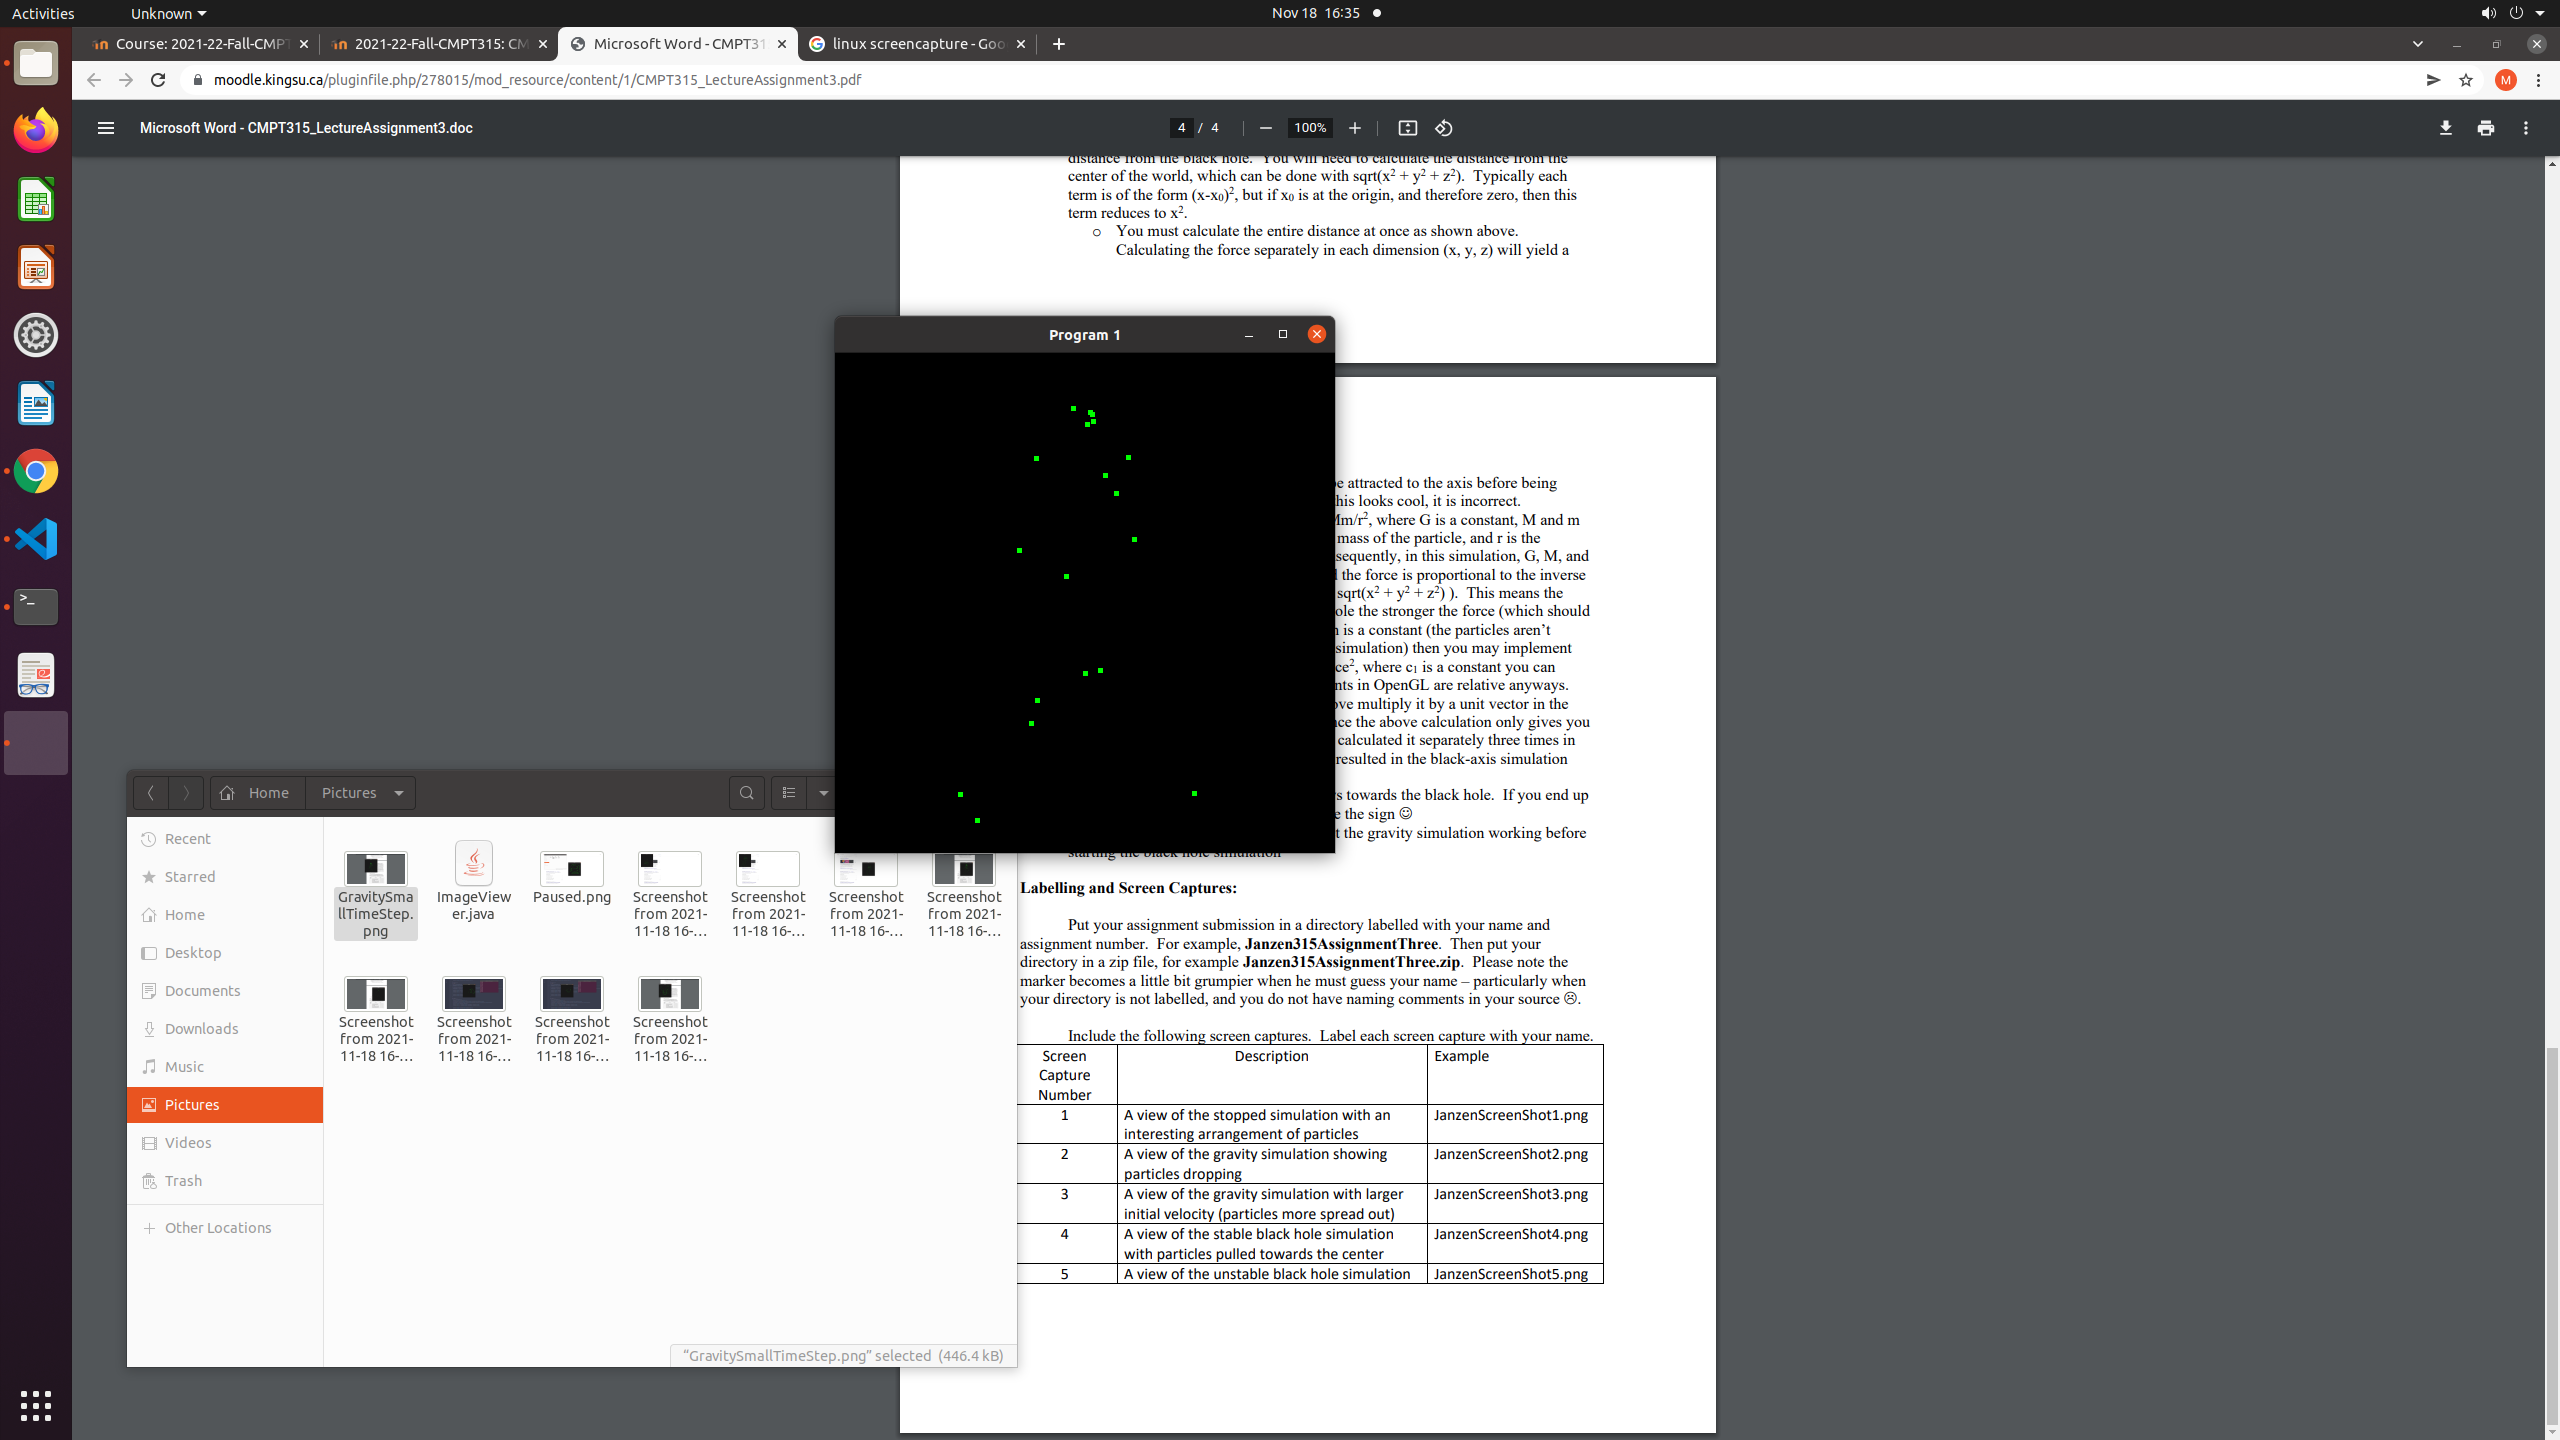 Activities
Unknown
Nov 18 16:35
Course: 2021-22-Fall-CMPT
2021-22-Fall-CMPT315: CM
Microsoft Word - CMPT31
linux screencapture - Goo
moodle.kingsu.ca/pluginfile.php/278015/mod_resource/content/1/CMPT315_LectureAssignment3.pdf
M
Microsoft Word - CMPT315_LectureAssignment3.doc
4 / 4
100%
distance from the black hole. You will need to calculate the distance from the
center of the world, which can be done with sqrt(x² + y² + z²). Typically each
term is of the form (x-x₀)², but if x₀ is at the origin, and therefore zero, then this
term reduces to x².
o You must calculate the entire distance at once as shown above.
Calculating the force separately in each dimension (x, y, z) will yield a
Program 1
be attracted to the axis before being
this looks cool, it is incorrect.
Mm/r², where G is a constant, M and m
mass of the particle, and r is the
sequently, in this simulation, G, M, and
the force is proportional to the inverse
sqrt(x² + y² + z²) ). This means the
ole the stronger the force (which should
is a constant (the particles aren't
simulation) then you may implement
ce², where c₁ is a constant you can
nts in OpenGL are relative anyways.
ove multiply it by a unit vector in the
nce the above calculation only gives you
calculated it separately three times in
resulted in the black-axis simulation
s towards the black hole. If you end up
e the sign ☺
t the gravity simulation working before
starting the black hole simulation
Home
Pictures
Recent
Starred
Home
Desktop
Documents
Downloads
Music
Pictures
Videos
Trash
Other Locations
GravitySma
llTimeStep.
png
ImageView
er.java
Paused.png
Screenshot
from 2021-
11-18 16-…
Screenshot
from 2021-
11-18 16-…
Screenshot
from 2021-
11-18 16-…
Screenshot
from 2021-
11-18 16-…
Screenshot
from 2021-
11-18 16-…
Screenshot
from 2021-
11-18 16-…
Screenshot
from 2021-
11-18 16-…
Screenshot
from 2021-
11-18 16-…
"GravitySmallTimeStep.png" selected (446.4 kB)
Labelling and Screen Captures:
Put your assignment submission in a directory labelled with your name and
assignment number. For example, Janzen315AssignmentThree. Then put your
directory in a zip file, for example Janzen315AssignmentThree.zip. Please note the
marker becomes a little bit grumpier when he must guess your name – particularly when
your directory is not labelled, and you do not have naming comments in your source ☹.
Include the following screen captures. Label each screen capture with your name.
Screen
Capture
Number
Description
Example
1
A view of the stopped simulation with an
interesting arrangement of particles
JanzenScreenShot1.png
2
A view of the gravity simulation showing
particles dropping
JanzenScreenShot2.png
3
A view of the gravity simulation with larger
initial velocity (particles more spread out)
JanzenScreenShot3.png
4
A view of the stable black hole simulation
with particles pulled towards the center
JanzenScreenShot4.png
5
A view of the unstable black hole simulation
JanzenScreenShot5.png